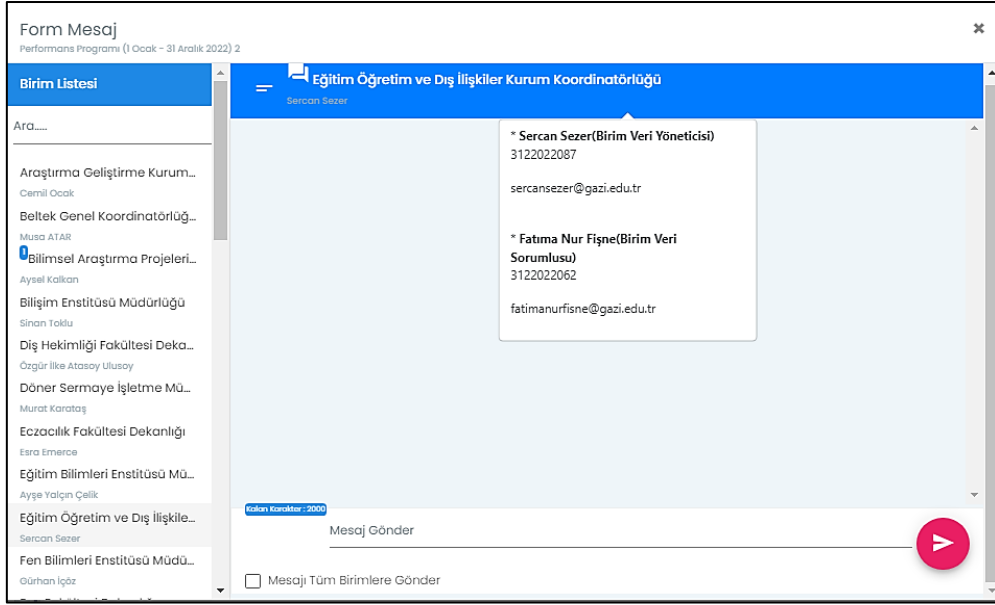 Form Mesaj
Performans Programı (1 Ocak - 31 Aralık 2022) 2
Birim Listesi
Ara.....
Araştırma Geliştirme Kurum...
Cemil Ocak
Beltek Genel Koordinatörlüğ...
Musa ATAR
1
Bilimsel Araştırma Projeleri...
Aysel Kalkan
Bilişim Enstitüsü Müdürlüğü
Sinan Toklu
Diş Hekimliği Fakültesi Deka...
Özgür İlke Atasoy Ulusoy
Döner Sermaye İşletme Mü...
Murat Karataş
Eczacılık Fakültesi Dekanlığı
Esra Emerce
Eğitim Bilimleri Enstitüsü Mü...
Ayşe Yalçın Çelik
Eğitim Öğretim ve Dış İlişkile...
Sercan Sezer
Fen Bilimleri Enstitüsü Müdü...
Gürhan İçöz
Eğitim Öğretim ve Dış İlişkiler Kurum Koordinatörlüğü
Sercan Sezer
* Sercan Sezer(Birim Veri Yöneticisi)
3122022087
sercansezer@gazi.edu.tr
* Fatıma Nur Fişne(Birim Veri
Sorumlusu)
3122022062
fatimanurfisne@gazi.edu.tr
Kalan Karakter : 2000
Mesaj Gönder
Mesajı Tüm Birimlere Gönder